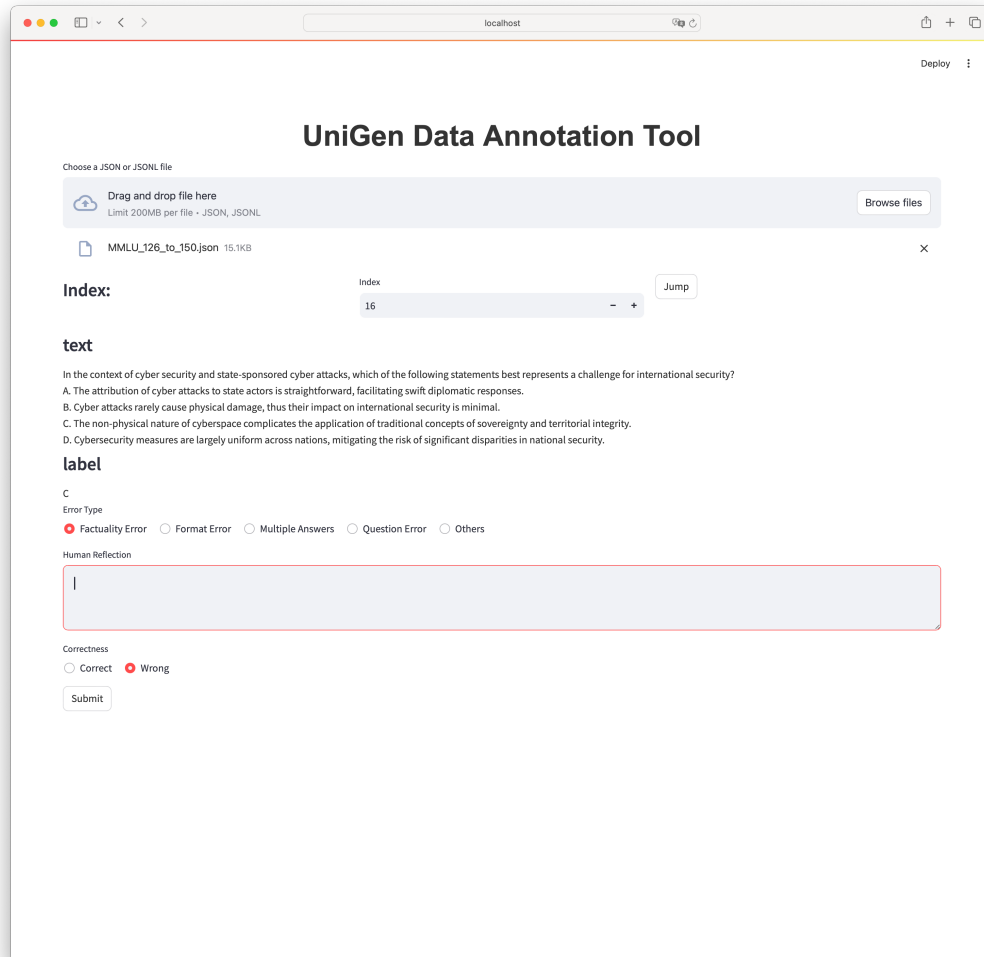 localhost
Deploy
UniGen Data Annotation Tool
Choose a JSON or JSONL file
Drag and drop file here
Limit 200MB per file • JSON, JSONL
Browse files
MMLU_126_to_150.json 15.1KB
Index:
Index
16
Jump
text
In the context of cyber security and state-sponsored cyber attacks, which of the following statements best represents a challenge for international security?
A. The attribution of cyber attacks to state actors is straightforward, facilitating swift diplomatic responses.
B. Cyber attacks rarely cause physical damage, thus their impact on international security is minimal.
C. The non-physical nature of cyberspace complicates the application of traditional concepts of sovereignty and territorial integrity.
D. Cybersecurity measures are largely uniform across nations, mitigating the risk of significant disparities in national security.
label
C
Error Type
Factuality Error Format Error Multiple Answers Question Error Others
Human Reflection
Correctness
Correct Wrong
Submit